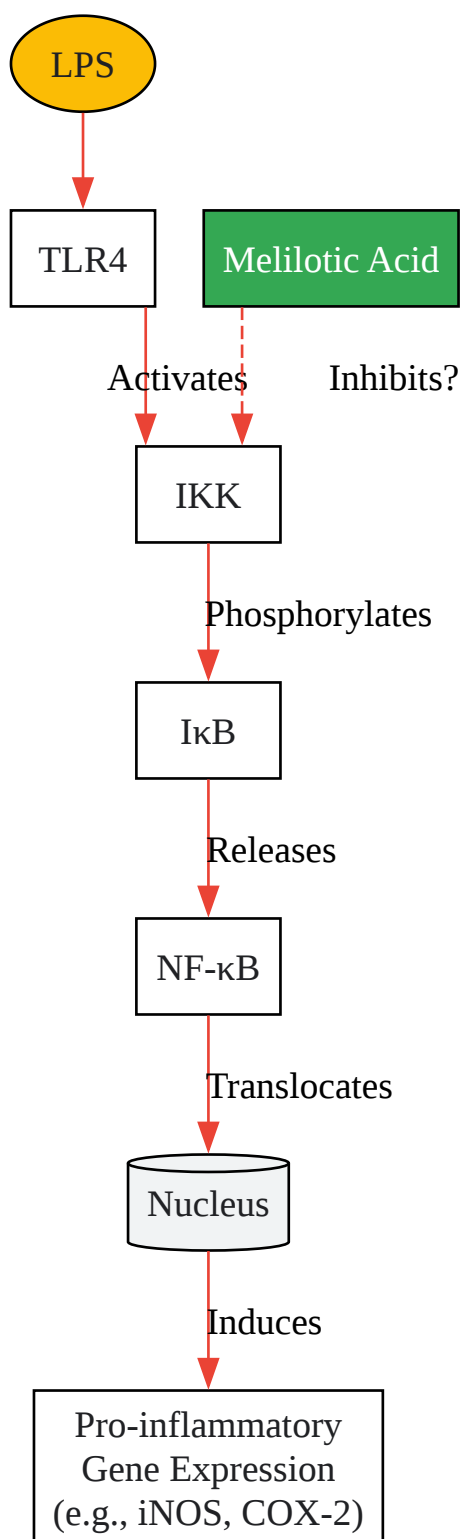 LPS
TLR4
Melilotic Acid
Activates
Inhibits?
IKK
Phosphorylates
IκB
Releases
NF-κB
Translocates
Nucleus
Induces
Pro-inflammatory
Gene Expression
(e.g., iNOS, COX-2)